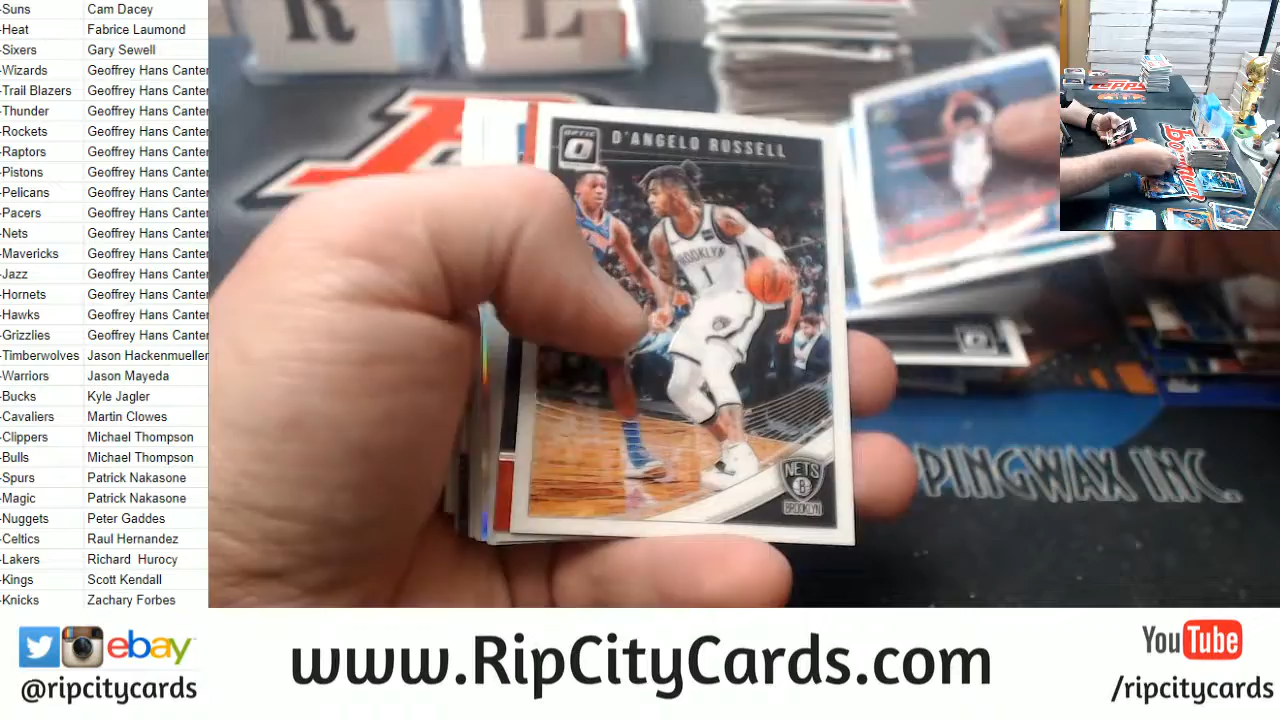 -Suns Cam Dacey
-Heat Fabrice Laumond
-Sixers Gary Sewell
-Wizards Geoffrey Hans Canter
-Trail Blazers Geoffrey Hans Canter
-Thunder Geoffrey Hans Canter
-Rockets Geoffrey Hans Canter
-Raptors Geoffrey Hans Canter
-Pistons Geoffrey Hans Canter
-Pelicans Geoffrey Hans Canter
-Pacers Geoffrey Hans Canter
-Nets Geoffrey Hans Canter
-Mavericks Geoffrey Hans Canter
-Jazz Geoffrey Hans Canter
-Hornets Geoffrey Hans Canter
-Hawks Geoffrey Hans Canter
-Grizzlies Geoffrey Hans Canter
-Timberwolves Jason Hackenmueller
-Warriors Jason Mayeda
-Bucks Kyle Jagler
-Cavaliers Martin Clowes
-Clippers Michael Thompson
-Bulls Michael Thompson
-Spurs Patrick Nakasone
-Magic Patrick Nakasone
-Nuggets Peter Gaddes
-Celtics Raul Hernandez
-Lakers Richard Hurocy
-Kings Scott Kendall
-Knicks Zachary Forbes
OPTIC
D'ANGELO RUSSELL
BROOKLYN
1
NETS
B
BROOKLYN
PPINGWAX INC.
ebay
@ripcitycards
www.RipCityCards.com
YouTube
/ripcitycards